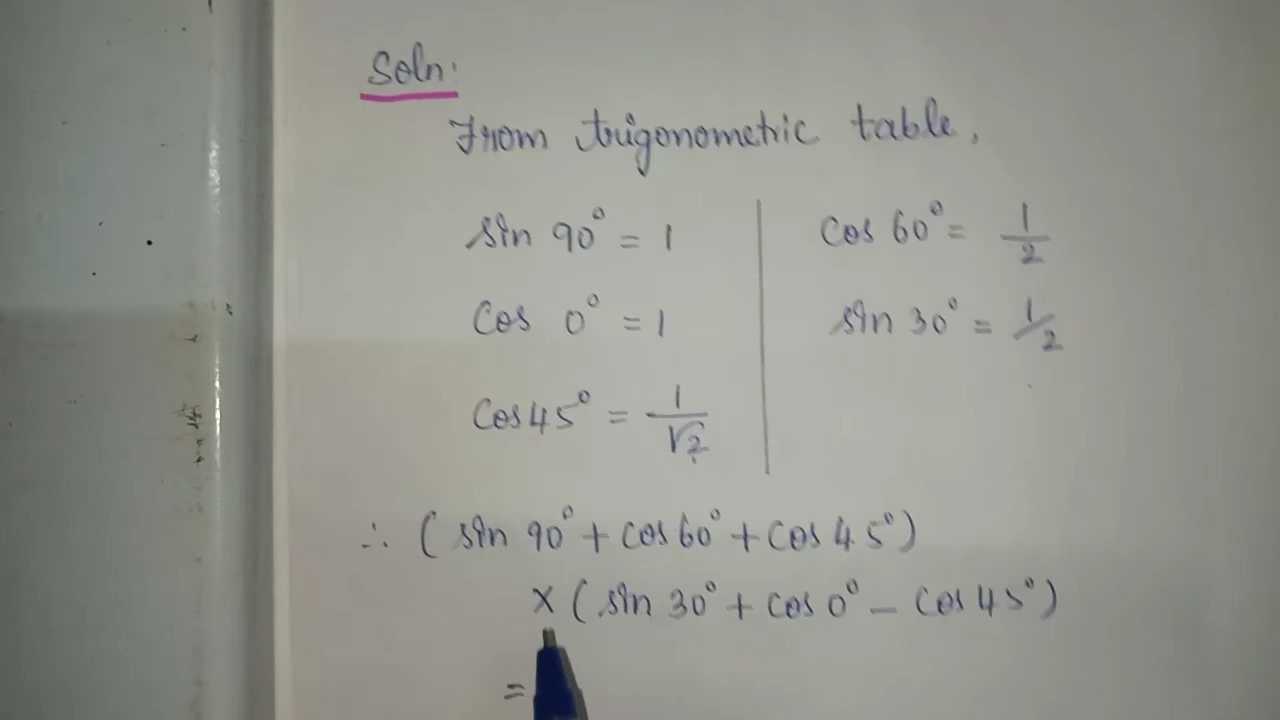 Soln:
From trigonometric table,
sin 90° = 1
cos 0° = 1
cos 45° = 1/√2
cos 60° = 1/2
sin 30° = 1/2
∴ (sin 90° + cos 60° + cos 45°)
× (sin 30° + cos 0° – cos 45°)
=